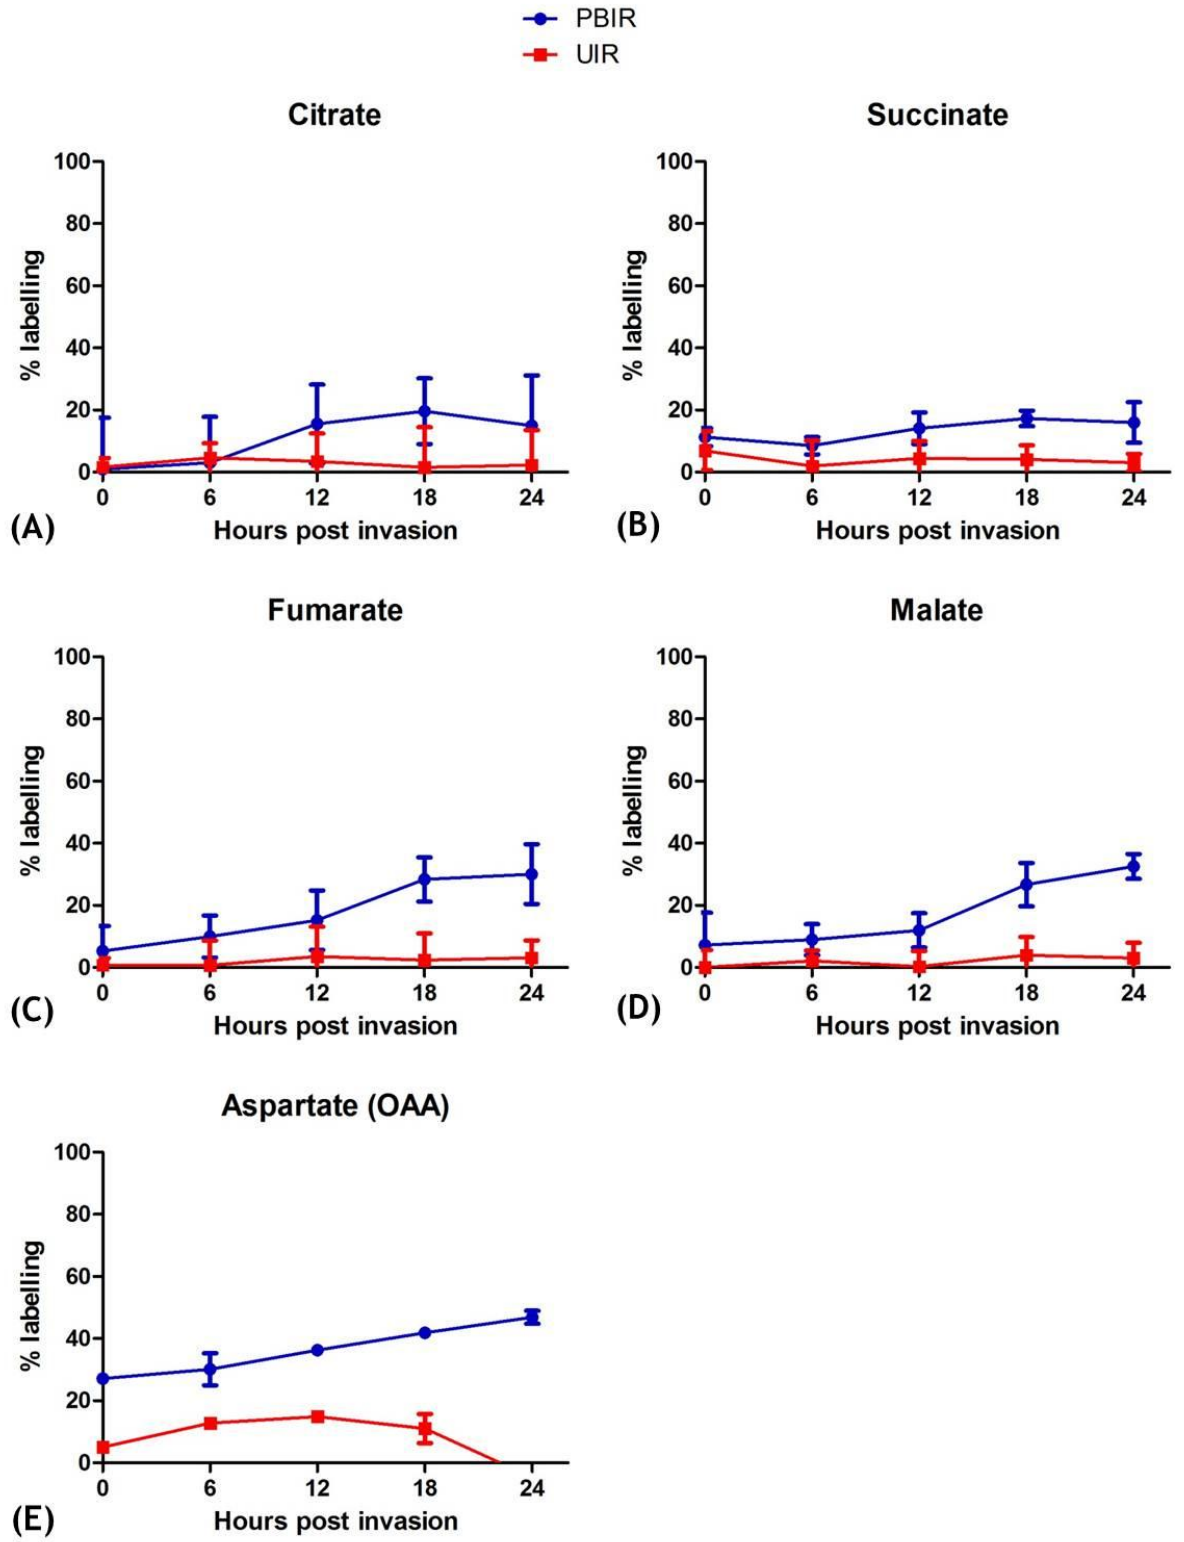 PBIR
UIR
Citrate
100
80
60
40
20
0
% labelling
0 6 12 18 24
Hours post invasion
(A)
Succinate
100
80
60
40
20
0
% labelling
0 6 12 18 24
Hours post invasion
(B)
Fumarate
100
80
60
40
20
0
% labelling
0 6 12 18 24
Hours post invasion
(C)
Malate
100
80
60
40
20
0
% labelling
0 6 12 18 24
Hours post invasion
(D)
Aspartate (OAA)
100
80
60
40
20
0
% labelling
0 6 12 18 24
Hours post invasion
(E)